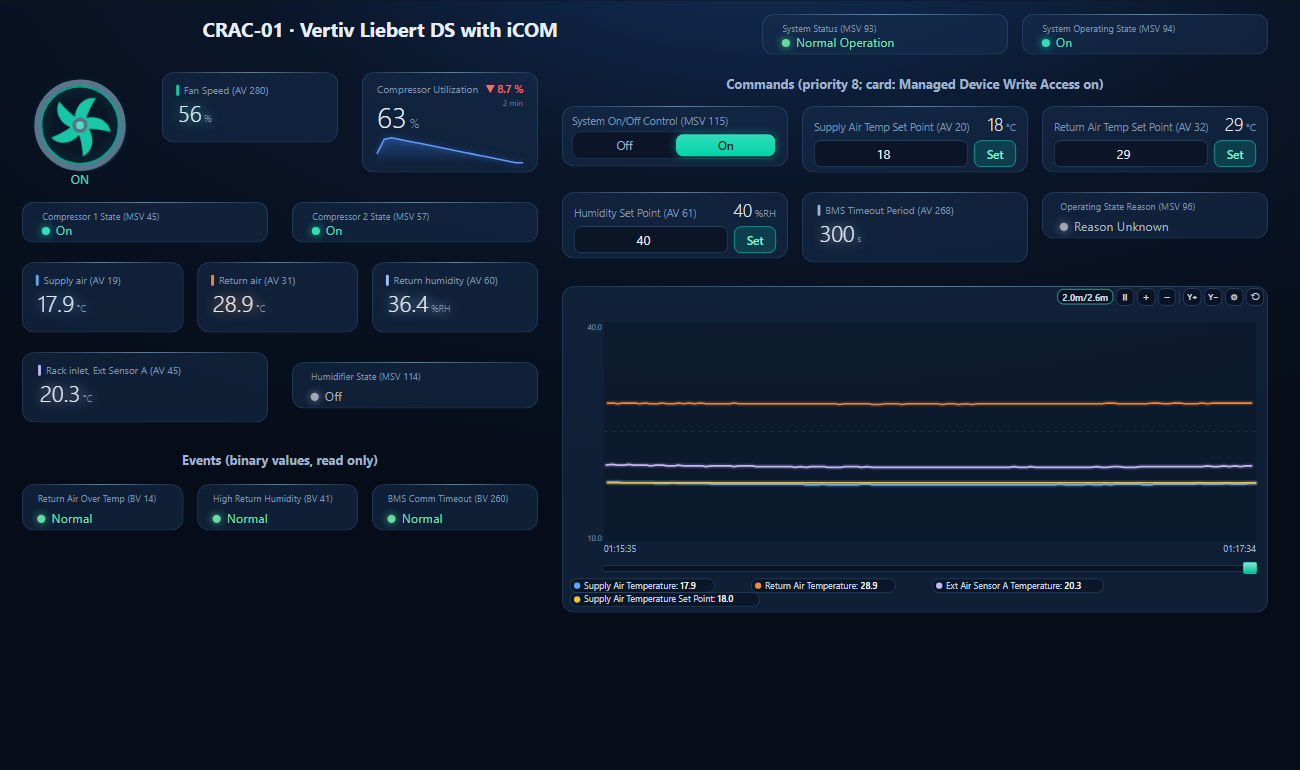 CRAC-01 · Vertiv Liebert DS with iCOM
System Status (MSV 93)
Normal Operation
System Operating State (MSV 94)
On
ON
Fan Speed (AV 280)
56 %
Compressor Utilization ▼ 8.7 %
2 min
63 %
Compressor 1 State (MSV 45)
On
Compressor 2 State (MSV 57)
On
Supply air (AV 19)
17.9 °C
Return air (AV 31)
28.9 °C
Return humidity (AV 60)
36.4 %RH
Rack inlet, Ext Sensor A (AV 45)
20.3 °C
Humidifier State (MSV 114)
Off
Events (binary values, read only)
Return Air Over Temp (BV 14)
Normal
High Return Humidity (BV 41)
Normal
BMS Comm Timeout (BV 260)
Normal
Commands (priority 8; card: Managed Device Write Access on)
System On/Off Control (MSV 115)
Off On
Supply Air Temp Set Point (AV 20) 18 °C
18 Set
Return Air Temp Set Point (AV 32) 29 °C
29 Set
Humidity Set Point (AV 61) 40 %RH
40 Set
BMS Timeout Period (AV 268)
300 s
Operating State Reason (MSV 96)
Reason Unknown
2.0m/2.6m + − Y+ Y−
40.0
10.0
01:15:35 01:17:34
Supply Air Temperature: 17.9 Return Air Temperature: 28.9 Ext Air Sensor A Temperature: 20.3
Supply Air Temperature Set Point: 18.0